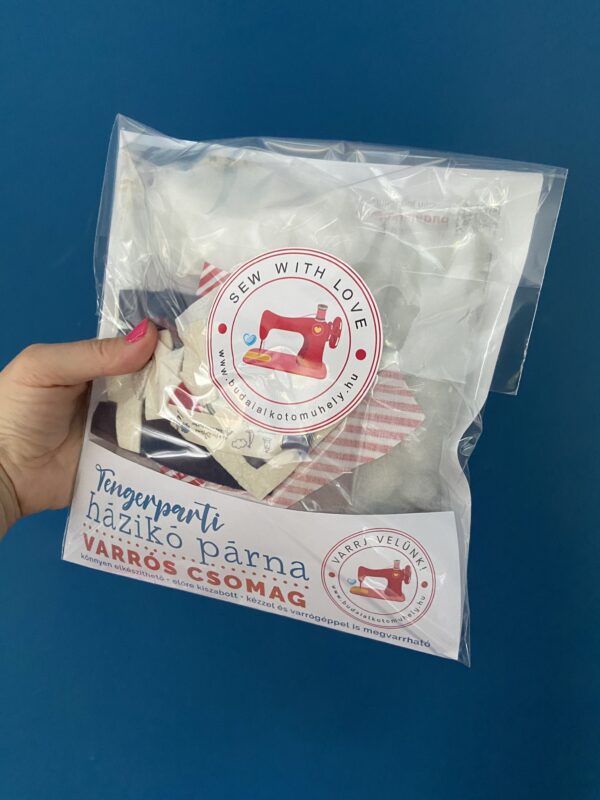 SEW WITH LOVE
www.budaialkotomuhely.hu
Tengerparti
házikó párna
VARRÓS CSOMAG
könnyen elkészíthető - előre kiszabott - kézzel és varrógéppel is megvarrható
VARRJ VELÜNK!
www.budaialkotomuhely.hu